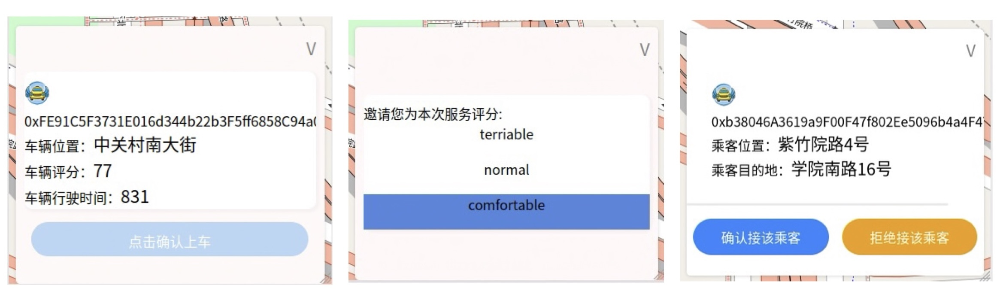 V
0xFE91C5F3731E016d344b22b3F5ff6858C94a
车辆位置：中关村南大街
车辆评分：77
车辆行驶时间：831
点击确认上车
V
邀请您为本次服务评分:
terriable
normal
comfortable
竹院桥
V
0xb38046A3619a9F00F47f802Ee5096b4a4F4
乘客位置：紫竹院路4号
乘客目的地：学院南路16号
确认接该乘客
拒绝接该乘客